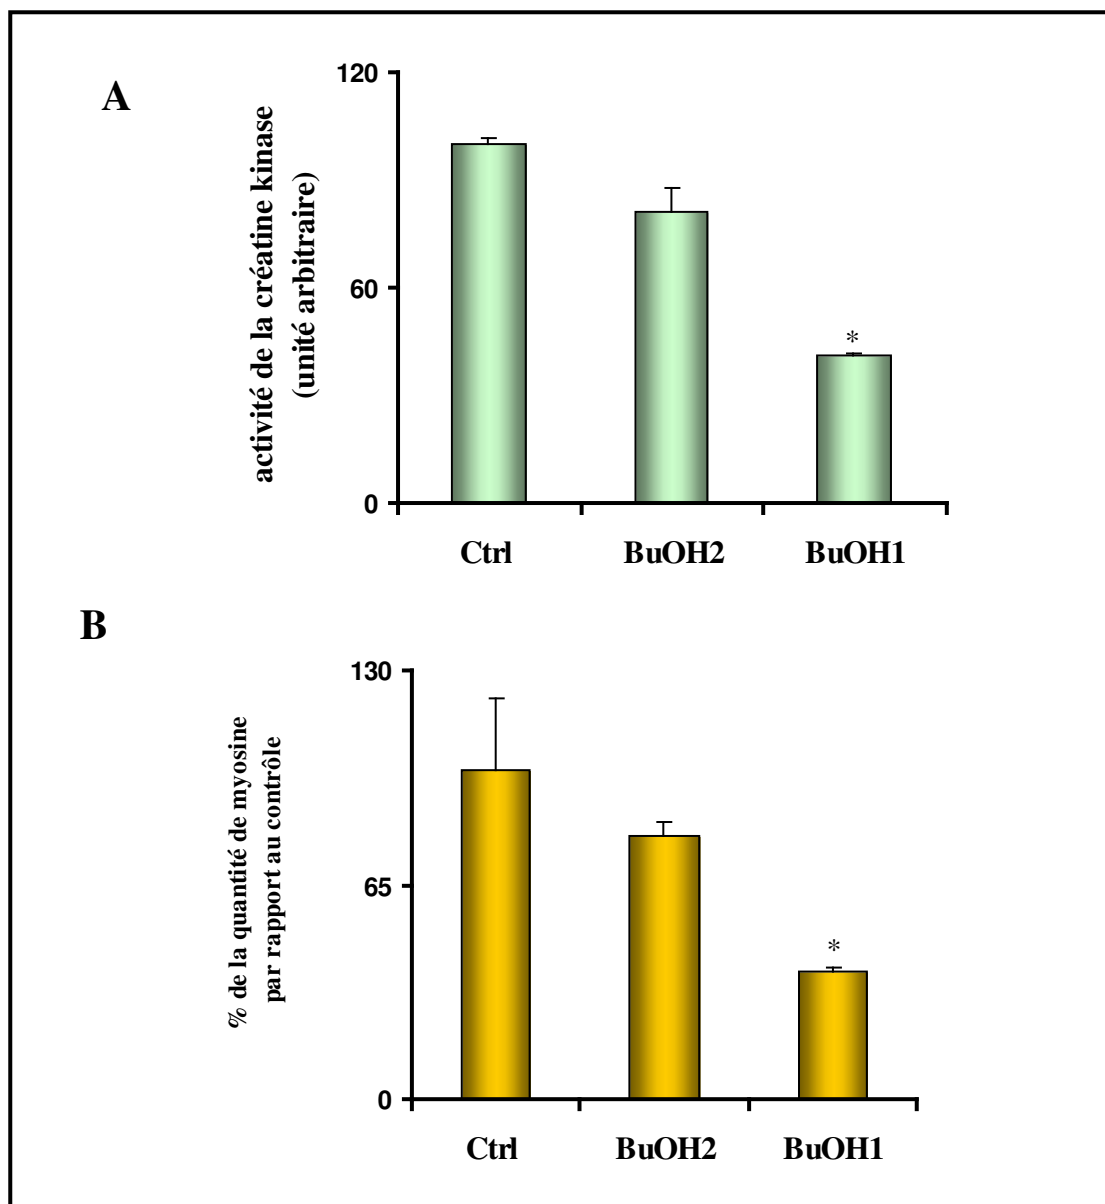 A
activité de la créatine kinase
(unité arbitraire)
120
60
0
*
Ctrl
BuOH2
BuOH1
B
% de la quantité de myosine
par rapport au contrôle
130
65
0
*
Ctrl
BuOH2
BuOH1